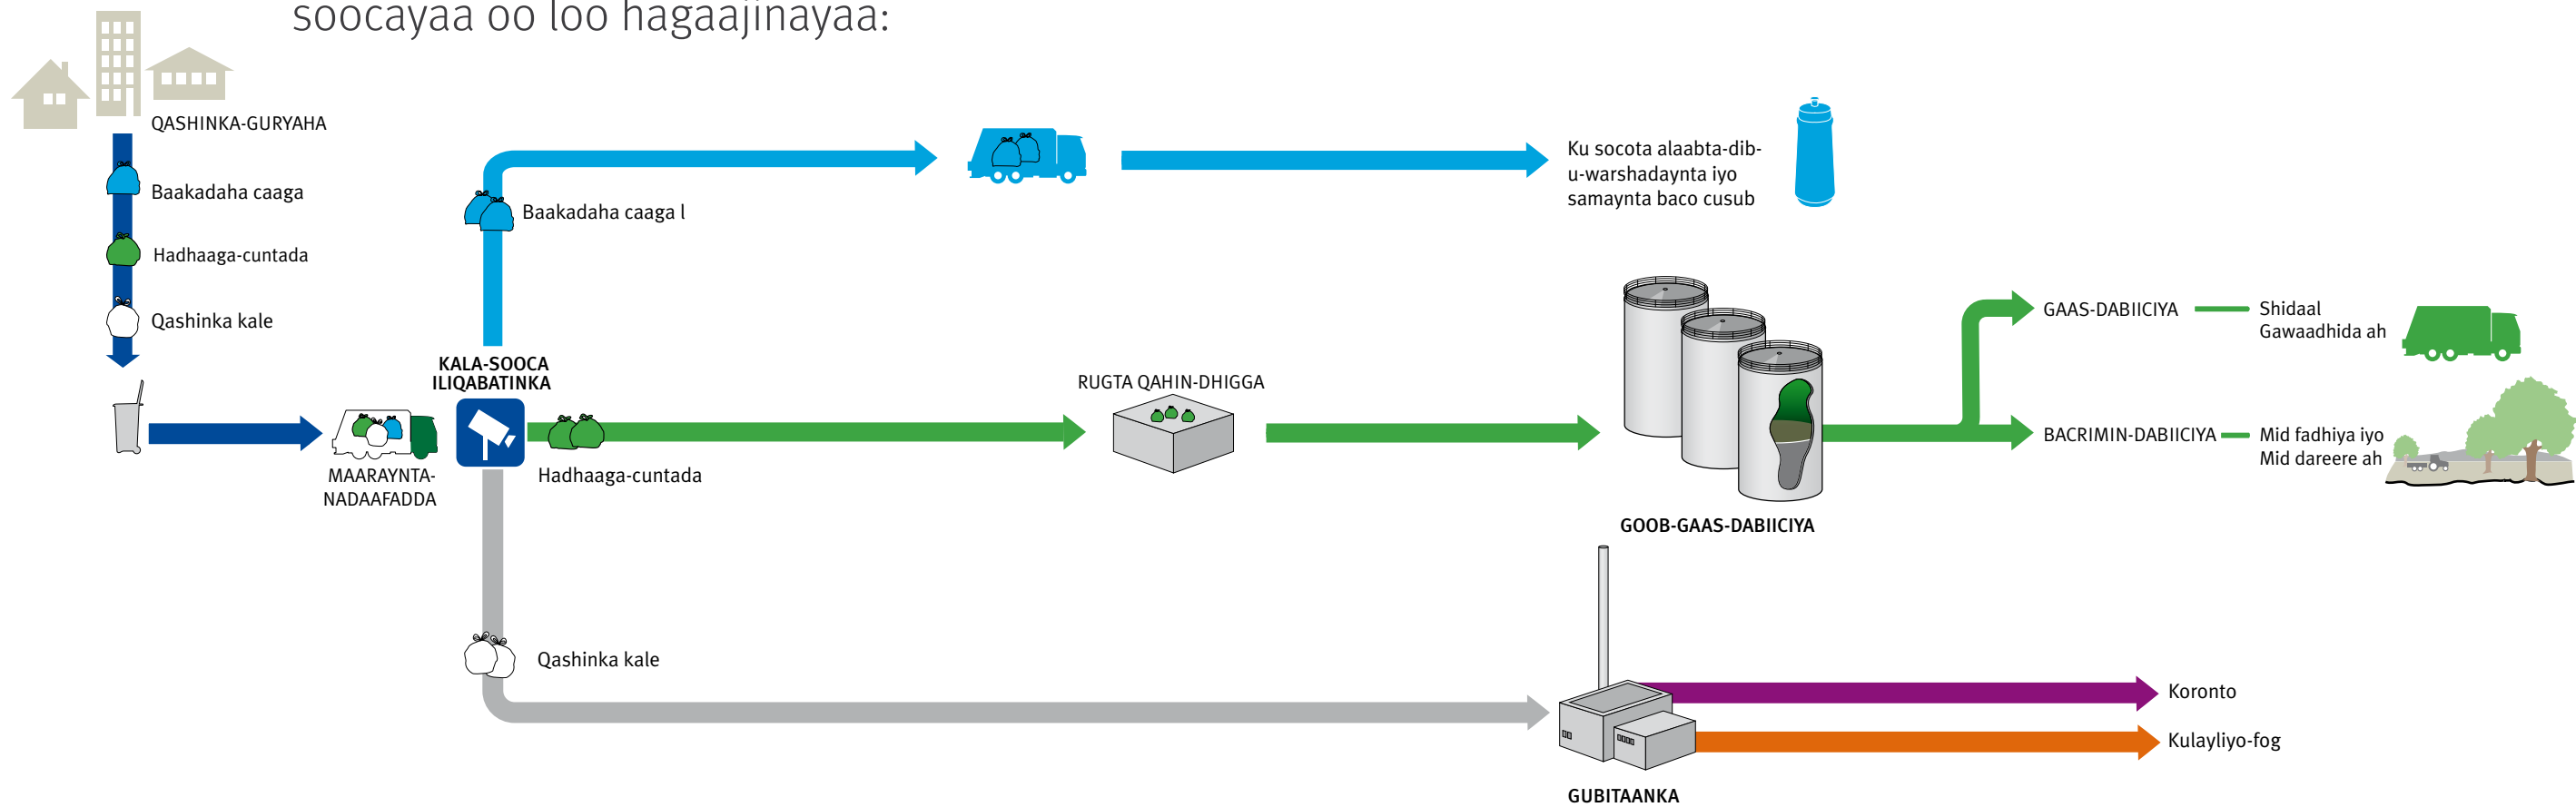 soocayaa oo loo hagaajinayaa:
QASHINKA-GURYAHA
Baakadaha caaga
Hadhaaga-cuntada
Qashinka kale
MAARAYNTA-
NADAAFADDA
KALA-SOOCA
ILIQABATINKA
Baakadaha caaga l
Ku socota alaabta-dib-
u-warshadaynta iyo
samaynta baco cusub
Hadhaaga-cuntada
RUGTA QAHIN-DHIGGA
GOOB-GAAS-DABIICIYA
GAAS-DABIICIYA
Shidaal
Gawaadhida ah
BACRIMIN-DABIICIYA
Mid fadhiya iyo
Mid dareere ah
Qashinka kale
GUBITAANKA
Koronto
Kulayliyo-fog